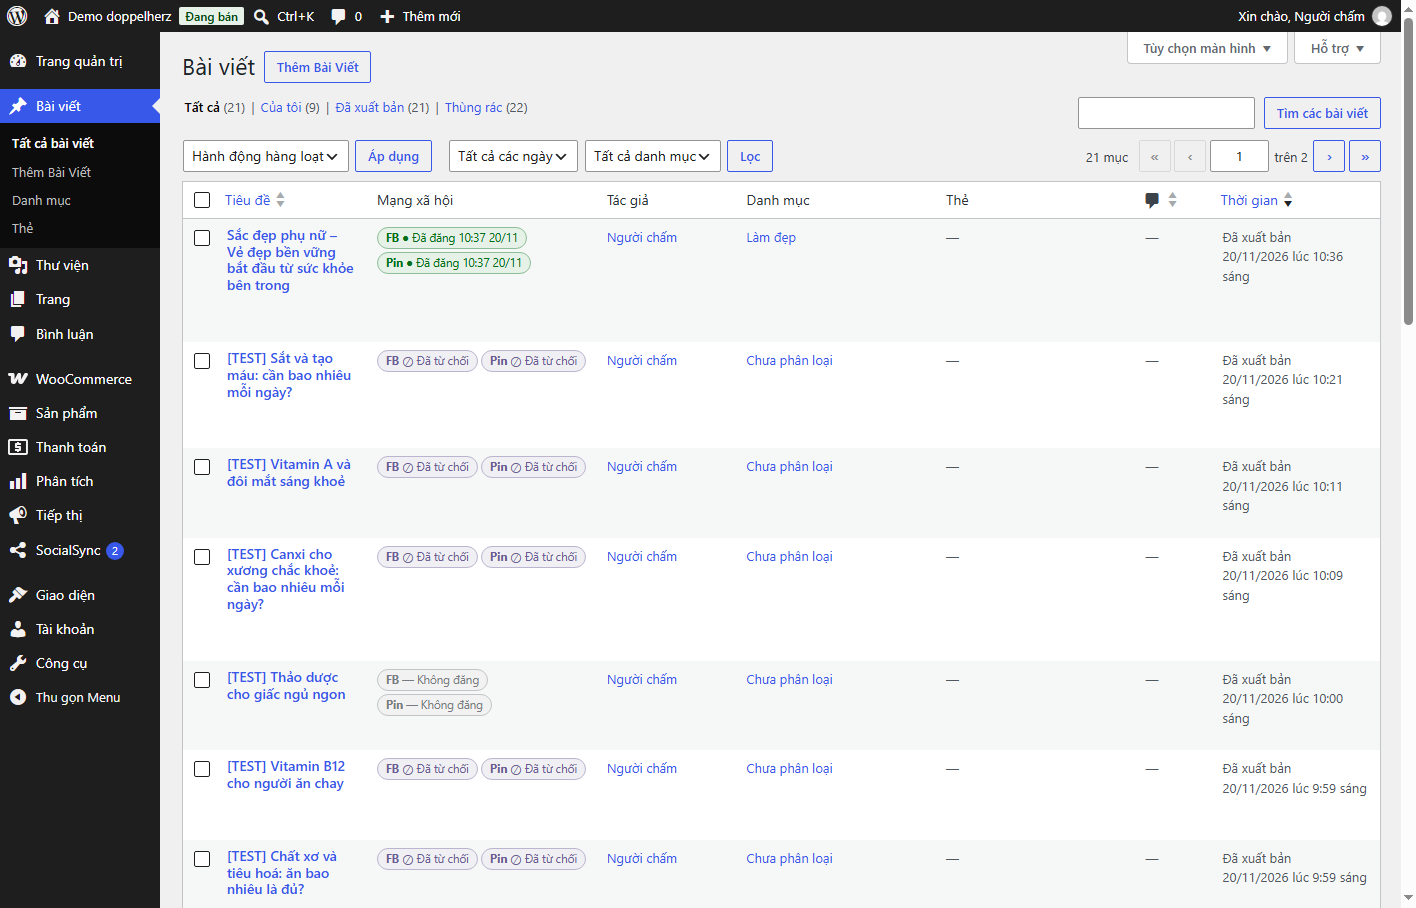 Demo doppelherz Đang bán Ctrl+K 0 Thêm mới Xin chào, Người chấm
Trang quản trị
Bài viết
Tất cả bài viết
Thêm Bài Viết
Danh mục
Thẻ
Thư viện
Trang
Bình luận
WooCommerce
Sản phẩm
Thanh toán
Phân tích
Tiếp thị
SocialSync 2
Giao diện
Tài khoản
Công cụ
Thu gọn Menu
Tùy chọn màn hình Hỗ trợ
Bài viết Thêm Bài Viết
Tất cả (21) | Của tôi (9) | Đã xuất bản (21) | Thùng rác (22)
Tìm các bài viết
Hành động hàng loạt Áp dụng Tất cả các ngày Tất cả danh mục Lọc 21 mục « ‹ 1 trên 2 › »
Tiêu đề Mạng xã hội Tác giả Danh mục Thẻ Thời gian
Sắc đẹp phụ nữ –
Vẻ đẹp bền vững
bắt đầu từ sức khỏe
bên trong
FB ● Đã đăng 10:37 20/11
Pin ● Đã đăng 10:37 20/11
Người chấm
Làm đẹp
—
—
Đã xuất bản
20/11/2026 lúc 10:36
sáng
[TEST] Sắt và tạo
máu: cần bao nhiêu
mỗi ngày?
FB ⊘ Đã từ chối Pin ⊘ Đã từ chối
Người chấm
Chưa phân loại
—
—
Đã xuất bản
20/11/2026 lúc 10:21
sáng
[TEST] Vitamin A và
đôi mắt sáng khoẻ
FB ⊘ Đã từ chối Pin ⊘ Đã từ chối
Người chấm
Chưa phân loại
—
—
Đã xuất bản
20/11/2026 lúc 10:11
sáng
[TEST] Canxi cho
xương chắc khoẻ:
cần bao nhiêu mỗi
ngày?
FB ⊘ Đã từ chối Pin ⊘ Đã từ chối
Người chấm
Chưa phân loại
—
—
Đã xuất bản
20/11/2026 lúc 10:09
sáng
[TEST] Thảo dược
cho giấc ngủ ngon
FB — Không đăng
Pin — Không đăng
Người chấm
Chưa phân loại
—
—
Đã xuất bản
20/11/2026 lúc 10:00
sáng
[TEST] Vitamin B12
cho người ăn chay
FB ⊘ Đã từ chối Pin ⊘ Đã từ chối
Người chấm
Chưa phân loại
—
—
Đã xuất bản
20/11/2026 lúc 9:59 sáng
[TEST] Chất xơ và
tiêu hoá: ăn bao
nhiêu là đủ?
FB ⊘ Đã từ chối Pin ⊘ Đã từ chối
Người chấm
Chưa phân loại
—
—
Đã xuất bản
20/11/2026 lúc 9:59 sáng